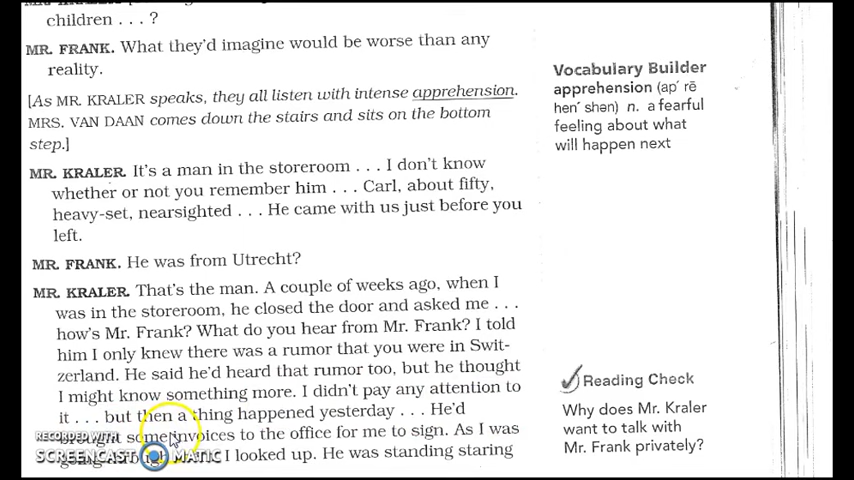 children . . . ?
MR. FRANK. What they'd imagine would be worse than any
reality.
[As MR. KRALER speaks, they all listen with intense apprehension.
MRS. VAN DAAN comes down the stairs and sits on the bottom
step.]
MR. KRALER. It's a man in the storeroom . . . I don't know
whether or not you remember him . . . Carl, about fifty,
heavy-set, nearsighted . . . He came with us just before you
left.
MR. FRANK. He was from Utrecht?
MR. KRALER. That's the man. A couple of weeks ago, when I
was in the storeroom, he closed the door and asked me . . .
how's Mr. Frank? What do you hear from Mr. Frank? I told
him I only knew there was a rumor that you were in Swit-
zerland. He said he'd heard that rumor too, but he thought
I might know something more. I didn't pay any attention to
it . . . but then a thing happened yesterday . . . He'd
some invoices to the office for me to sign. As I was
I looked up. He was standing staring
Vocabulary Builder
apprehension (ap′ rē
hen′ shən) n. a fearful
feeling about what
will happen next
Reading Check
Why does Mr. Kraler
want to talk with
Mr. Frank privately?
RECORDED WITH
SCREENCAST MATIC